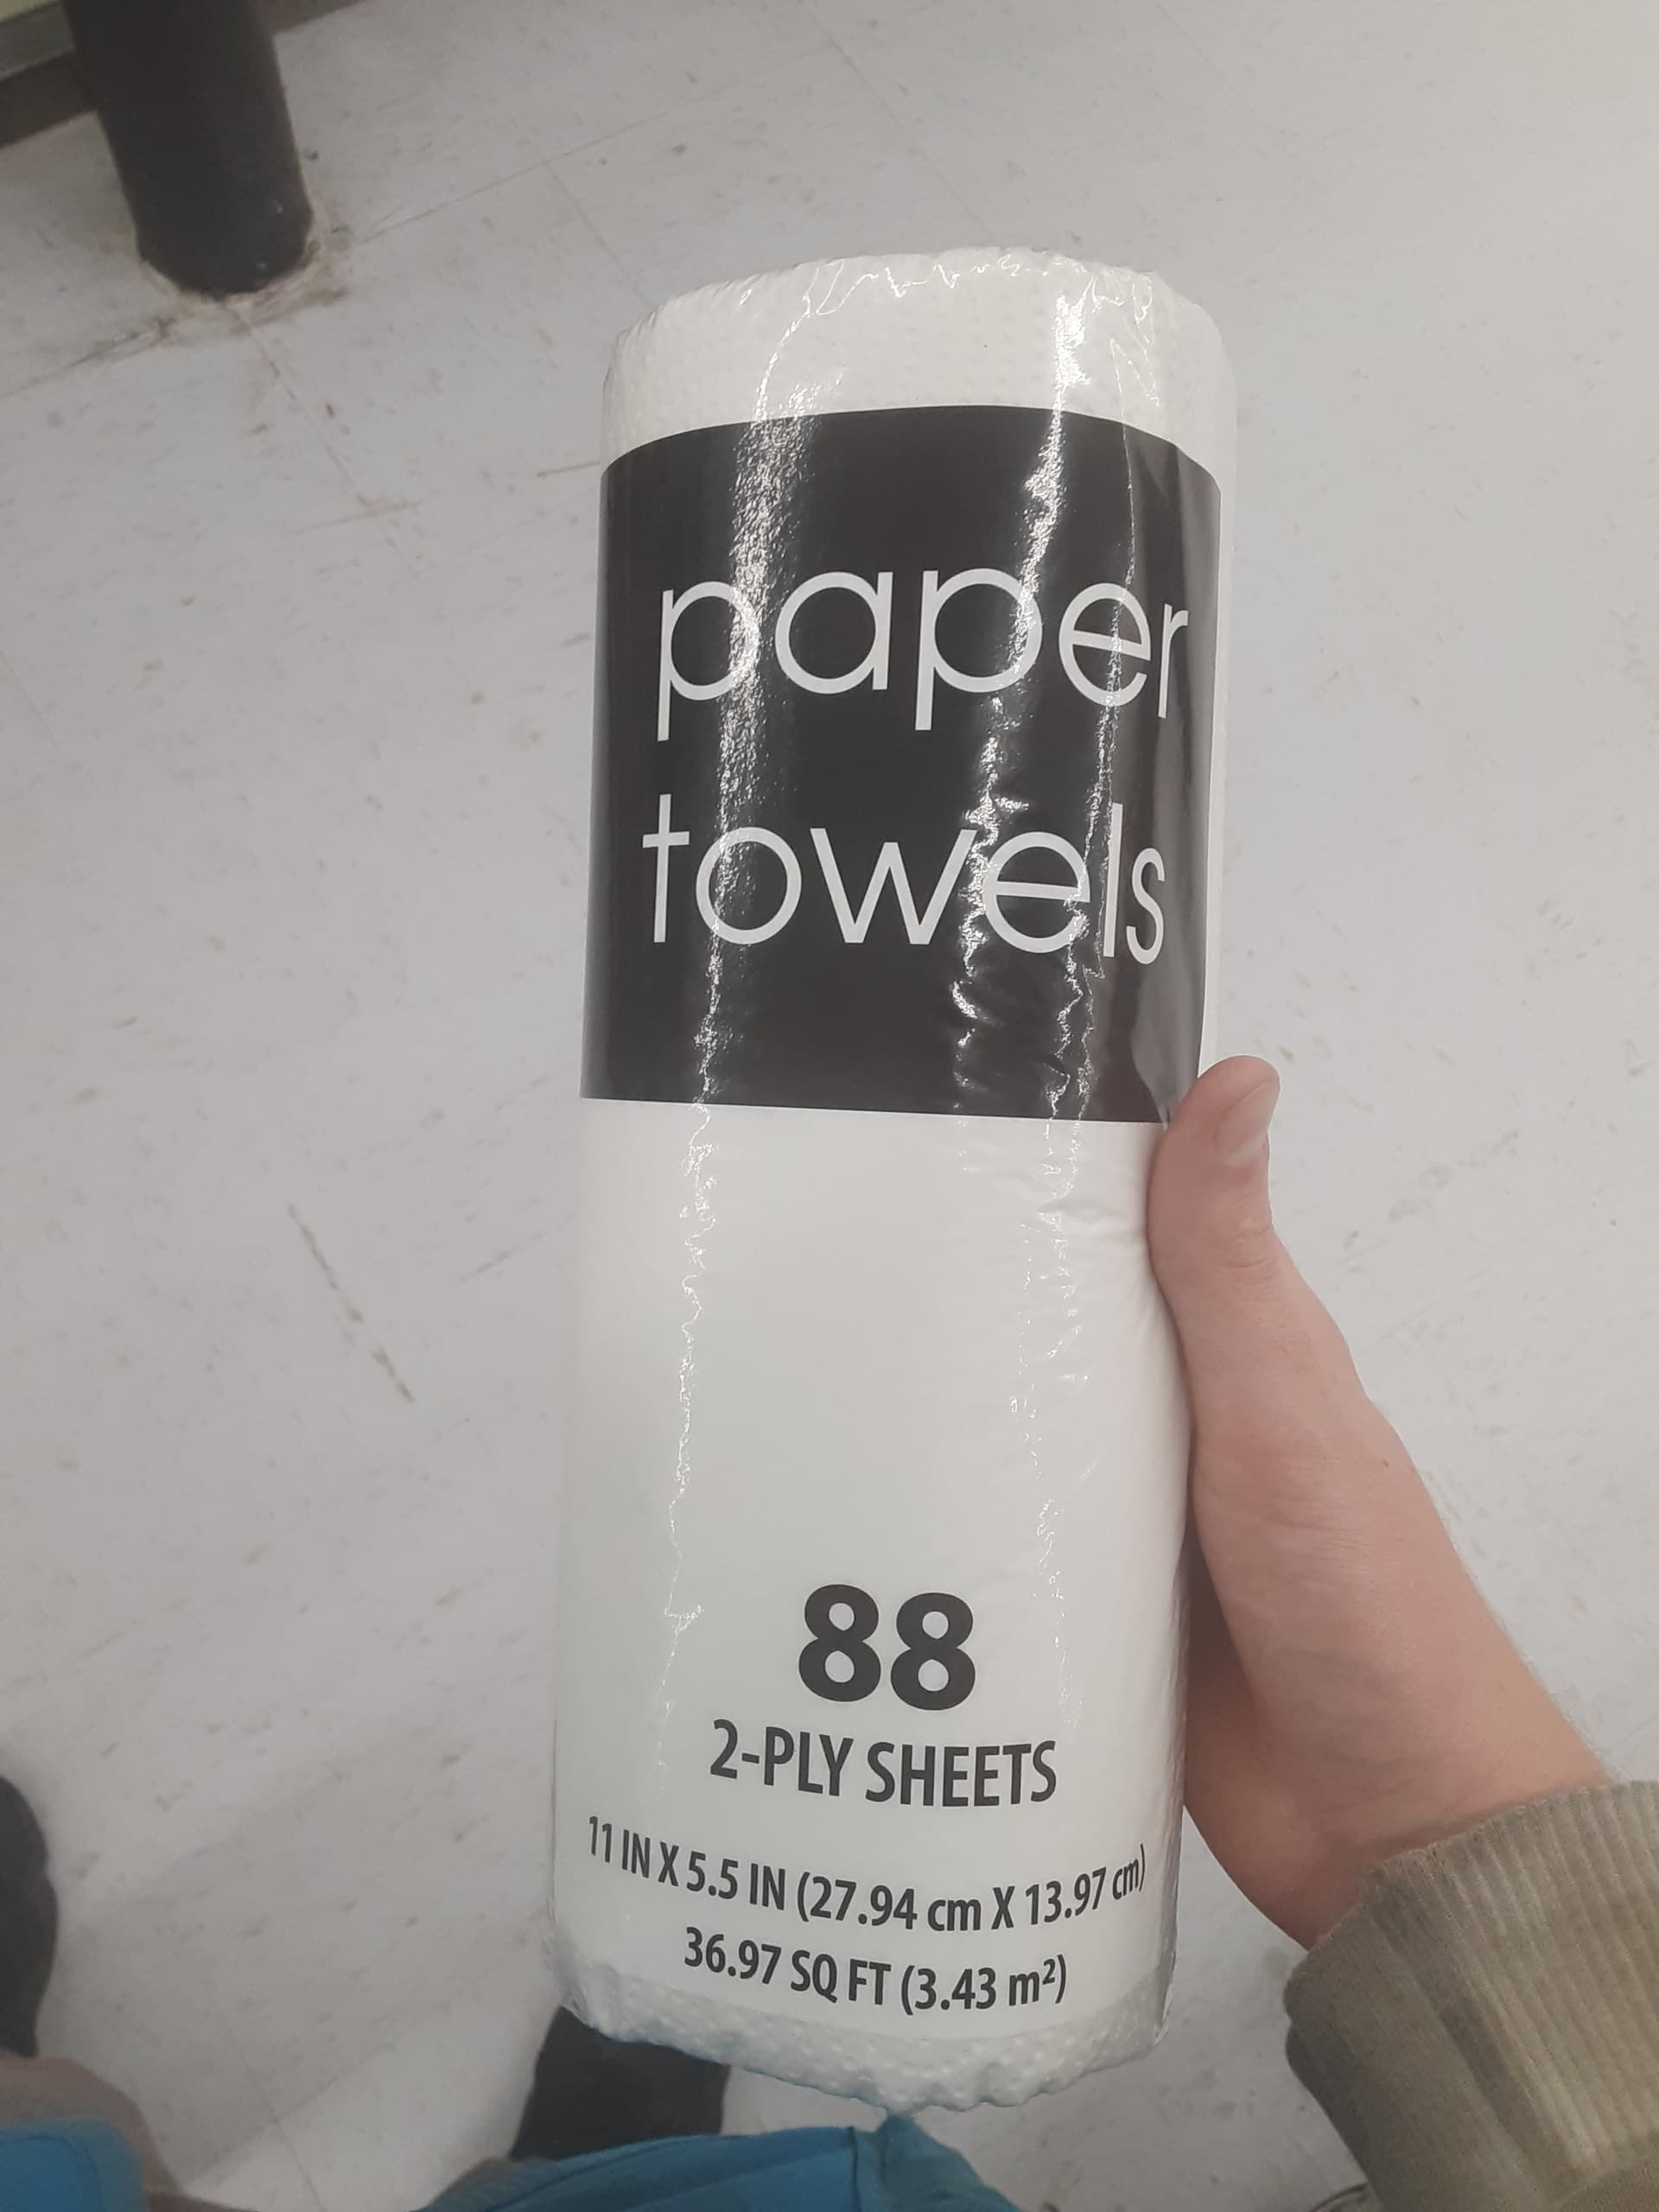 paper
towels
88
2-PLY SHEETS
11 IN X 5.5 IN (27.94 cm X 13.97 cm)
36.97 SQ FT (3.43 m²)